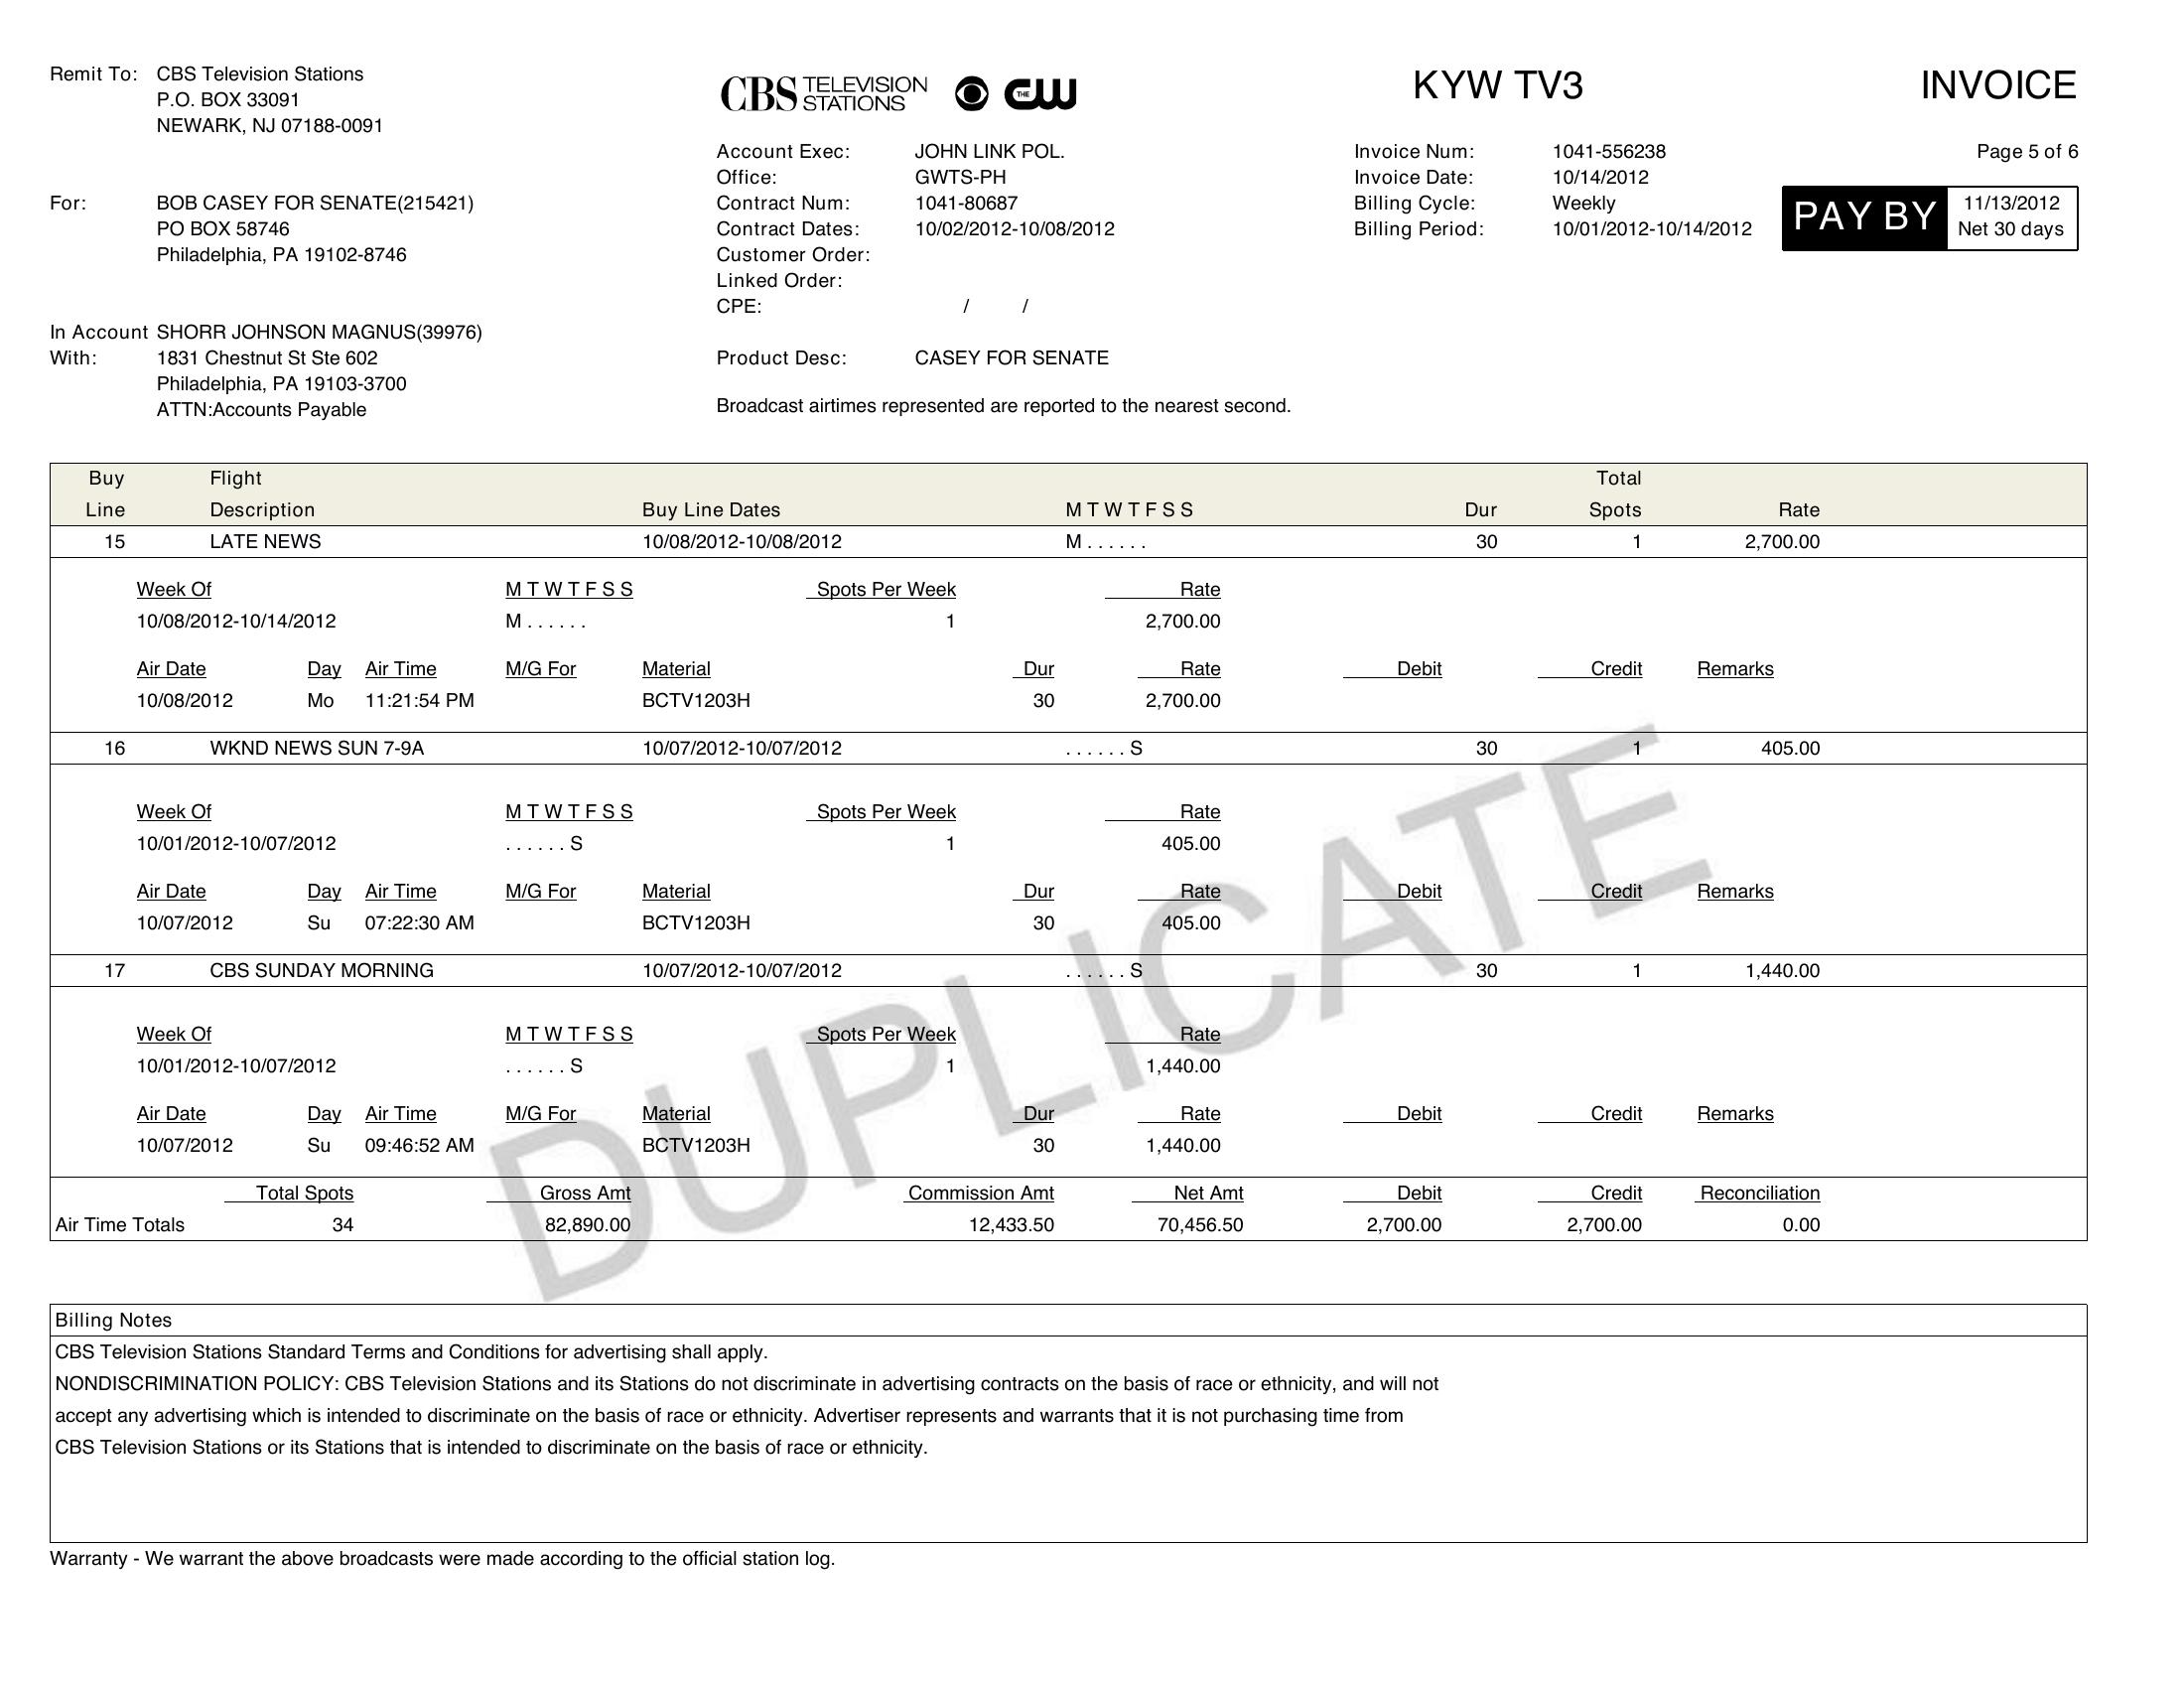 Remit To: CBS Television Stations
P.O. BOX 33091
NEWARK, NJ 07188-0091
For: BOB CASEY FOR SENATE(215421)
PO BOX 58746
Philadelphia, PA 19102-8746
In Account SHORR JOHNSON MAGNUS(39976)
With: 1831 Chestnut St Ste 602
Philadelphia, PA 19103-3700
ATTN:Accounts Payable
CBS TELEVISION STATIONS THE CW
Account Exec: JOHN LINK POL.
Office: GWTS-PH
Contract Num: 1041-80687
Contract Dates: 10/02/2012-10/08/2012
Customer Order:
Linked Order:
CPE: / /
Product Desc: CASEY FOR SENATE
Broadcast airtimes represented are reported to the nearest second.
KYW TV3 INVOICE
Invoice Num: 1041-556238 Page 5 of 6
Invoice Date: 10/14/2012
Billing Cycle: Weekly
Billing Period: 10/01/2012-10/14/2012
PAY BY 11/13/2012
Net 30 days
Buy Flight Total
Line Description Buy Line Dates M T W T F S S Dur Spots Rate
15 LATE NEWS 10/08/2012-10/08/2012 M . . . . . . 30 1 2,700.00
Week Of M T W T F S S Spots Per Week Rate
10/08/2012-10/14/2012 M . . . . . . 1 2,700.00
Air Date Day Air Time M/G For Material Dur Rate Debit Credit Remarks
10/08/2012 Mo 11:21:54 PM BCTV1203H 30 2,700.00
16 WKND NEWS SUN 7-9A 10/07/2012-10/07/2012 . . . . . . S 30 1 405.00
Week Of M T W T F S S Spots Per Week Rate
10/01/2012-10/07/2012 . . . . . . S 1 405.00
Air Date Day Air Time M/G For Material Dur Rate Debit Credit Remarks
10/07/2012 Su 07:22:30 AM BCTV1203H 30 405.00
17 CBS SUNDAY MORNING 10/07/2012-10/07/2012 . . . . . . S 30 1 1,440.00
Week Of M T W T F S S Spots Per Week Rate
10/01/2012-10/07/2012 . . . . . . S 1 1,440.00
Air Date Day Air Time M/G For Material Dur Rate Debit Credit Remarks
10/07/2012 Su 09:46:52 AM BCTV1203H 30 1,440.00
Total Spots Gross Amt Commission Amt Net Amt Debit Credit Reconciliation
Air Time Totals 34 82,890.00 12,433.50 70,456.50 2,700.00 2,700.00 0.00
DUPLICATE
Billing Notes
CBS Television Stations Standard Terms and Conditions for advertising shall apply.
NONDISCRIMINATION POLICY: CBS Television Stations and its Stations do not discriminate in advertising contracts on the basis of race or ethnicity, and will not
accept any advertising which is intended to discriminate on the basis of race or ethnicity. Advertiser represents and warrants that it is not purchasing time from
CBS Television Stations or its Stations that is intended to discriminate on the basis of race or ethnicity.
Warranty - We warrant the above broadcasts were made according to the official station log.